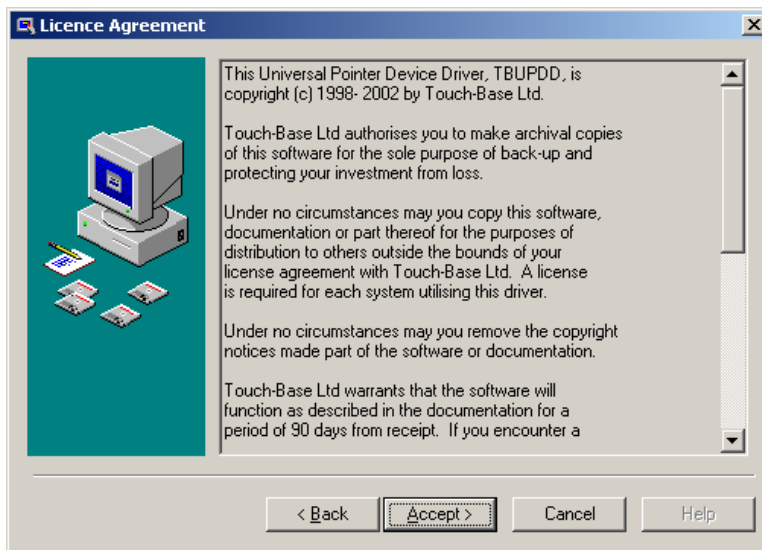 Licence Agreement
This Universal Pointer Device Driver, TBUPDD, is
copyright (c) 1998- 2002 by Touch-Base Ltd.
Touch-Base Ltd authorises you to make archival copies
of this software for the sole purpose of back-up and
protecting your investment from loss.
Under no circumstances may you copy this software,
documentation or part thereof for the purposes of
distribution to others outside the bounds of your
license agreement with Touch-Base Ltd.  A license
is required for each system utilising this driver.
Under no circumstances may you remove the copyright
notices made part of the software or documentation.
Touch-Base Ltd warrants that the software will
function as described in the documentation for a
period of 90 days from receipt.  If you encounter a
< Back Accept > Cancel Help